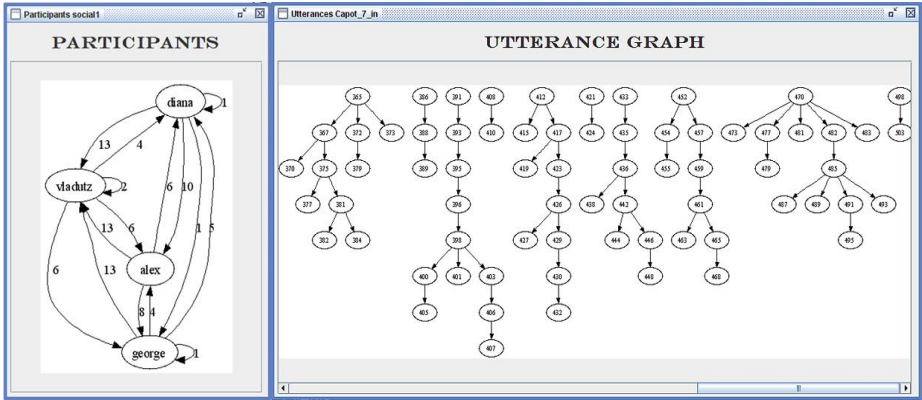 Participants social1
PARTICIPANTS
diana
1
13
4
vladutz
2
6
10
13
6
1
5
alex
6
13
8
4
george
1
Utterances Capot_7_in
UTTERANCE GRAPH
365 386 391 408 412 421 433 452 470 498
367 372 373 388 393 410 415 417 424 435 454 457 473 477 481 482 483 503
370 375 379 389 395 419 423 436 455 459 479 485
377 381 396 426 438 442 461 487 489 491 493
382 384 398 427 429 444 446 463 465 495
400 401 403 430 448 468
405 406 432
407